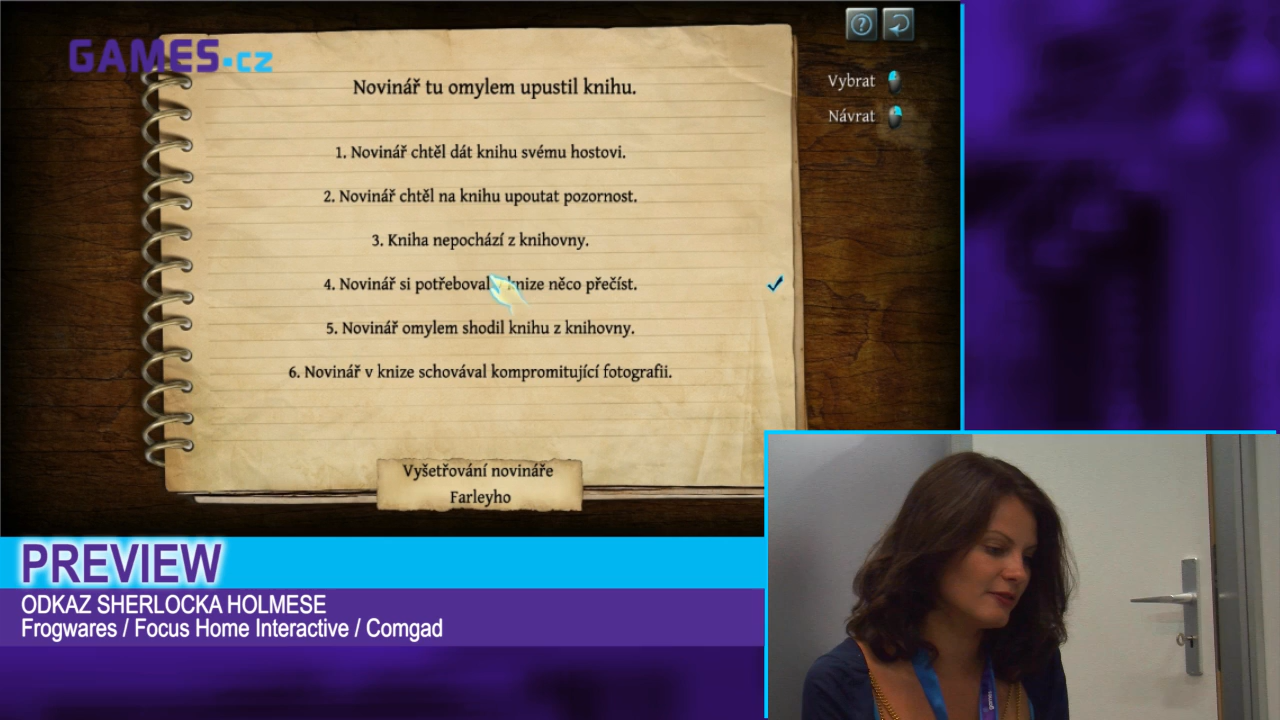 GAMES.cz
Vybrat
Návrat
Novinář tu omylem upustil knihu.
1. Novinář chtěl dát knihu svému hostovi.
2. Novinář chtěl na knihu upoutat pozornost.
3. Kniha nepochází z knihovny.
4. Novinář si potřeboval knize něco přečíst.
5. Novinář omylem shodil knihu z knihovny.
6. Novinář v knize schovával kompromitující fotografii.
Vyšetřování novináře
Farleyho
PREVIEW
ODKAZ SHERLOCKA HOLMESE
Frogwares / Focus Home Interactive / Comgad